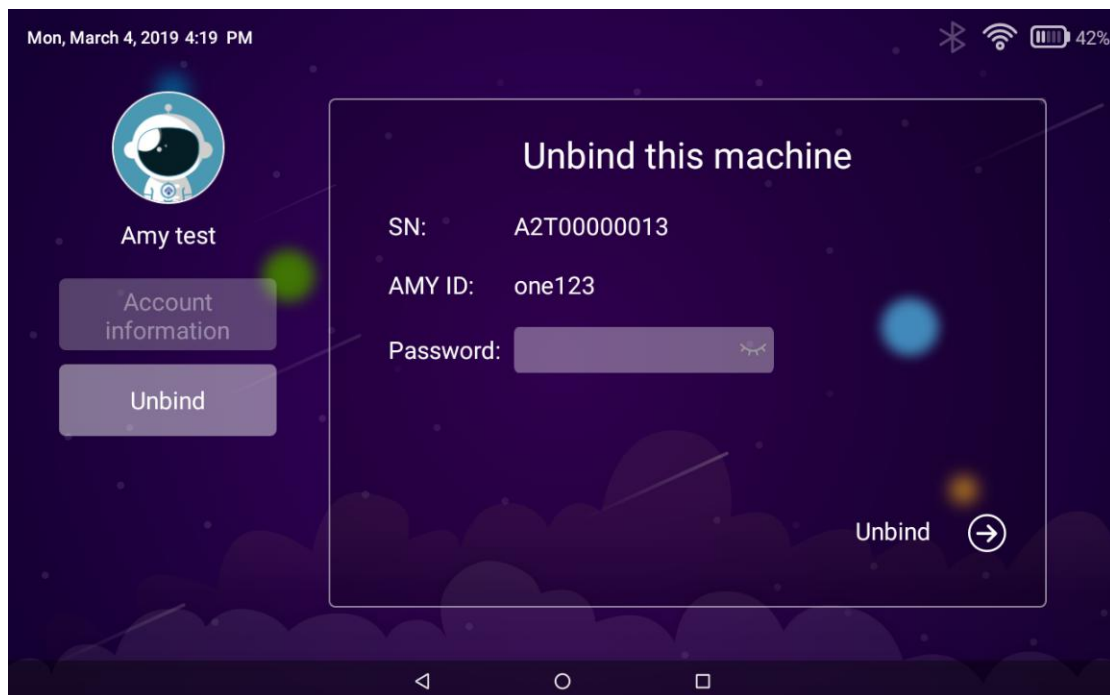 Mon, March 4, 2019 4:19 PM
42%
Amy test
Account
information
Unbind
Unbind this machine
SN: A2T00000013
AMY ID: one123
Password:
Unbind